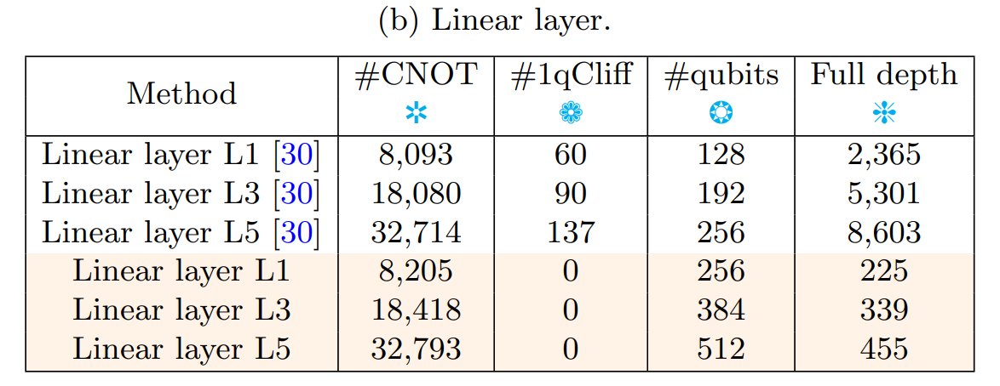 (b) Linear layer.
Method #CNOT #1qCliff #qubits Full depth
✲ ❁ ❂ ❉
Linear layer L1 [30] 8,093 60 128 2,365
Linear layer L3 [30] 18,080 90 192 5,301
Linear layer L5 [30] 32,714 137 256 8,603
Linear layer L1 8,205 0 256 225
Linear layer L3 18,418 0 384 339
Linear layer L5 32,793 0 512 455